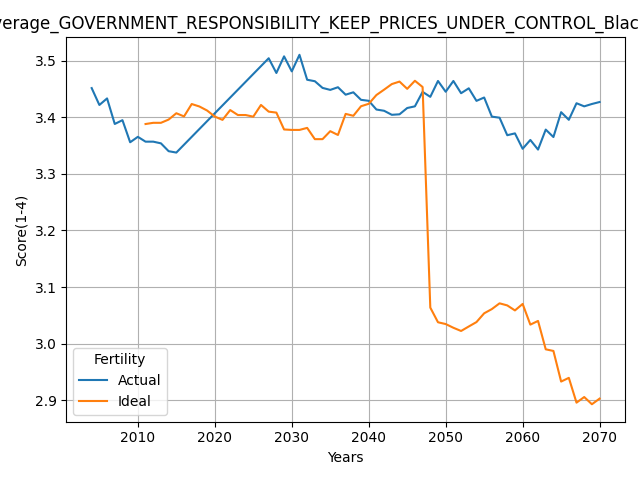 verage_GOVERNMENT_RESPONSIBILITY_KEEP_PRICES_UNDER_CONTROL_Blac
3.5
3.4
3.3
3.2
3.1
3.0
2.9
Score(1-4)
Fertility
Actual
Ideal
2010 2020 2030 2040 2050 2060 2070
Years